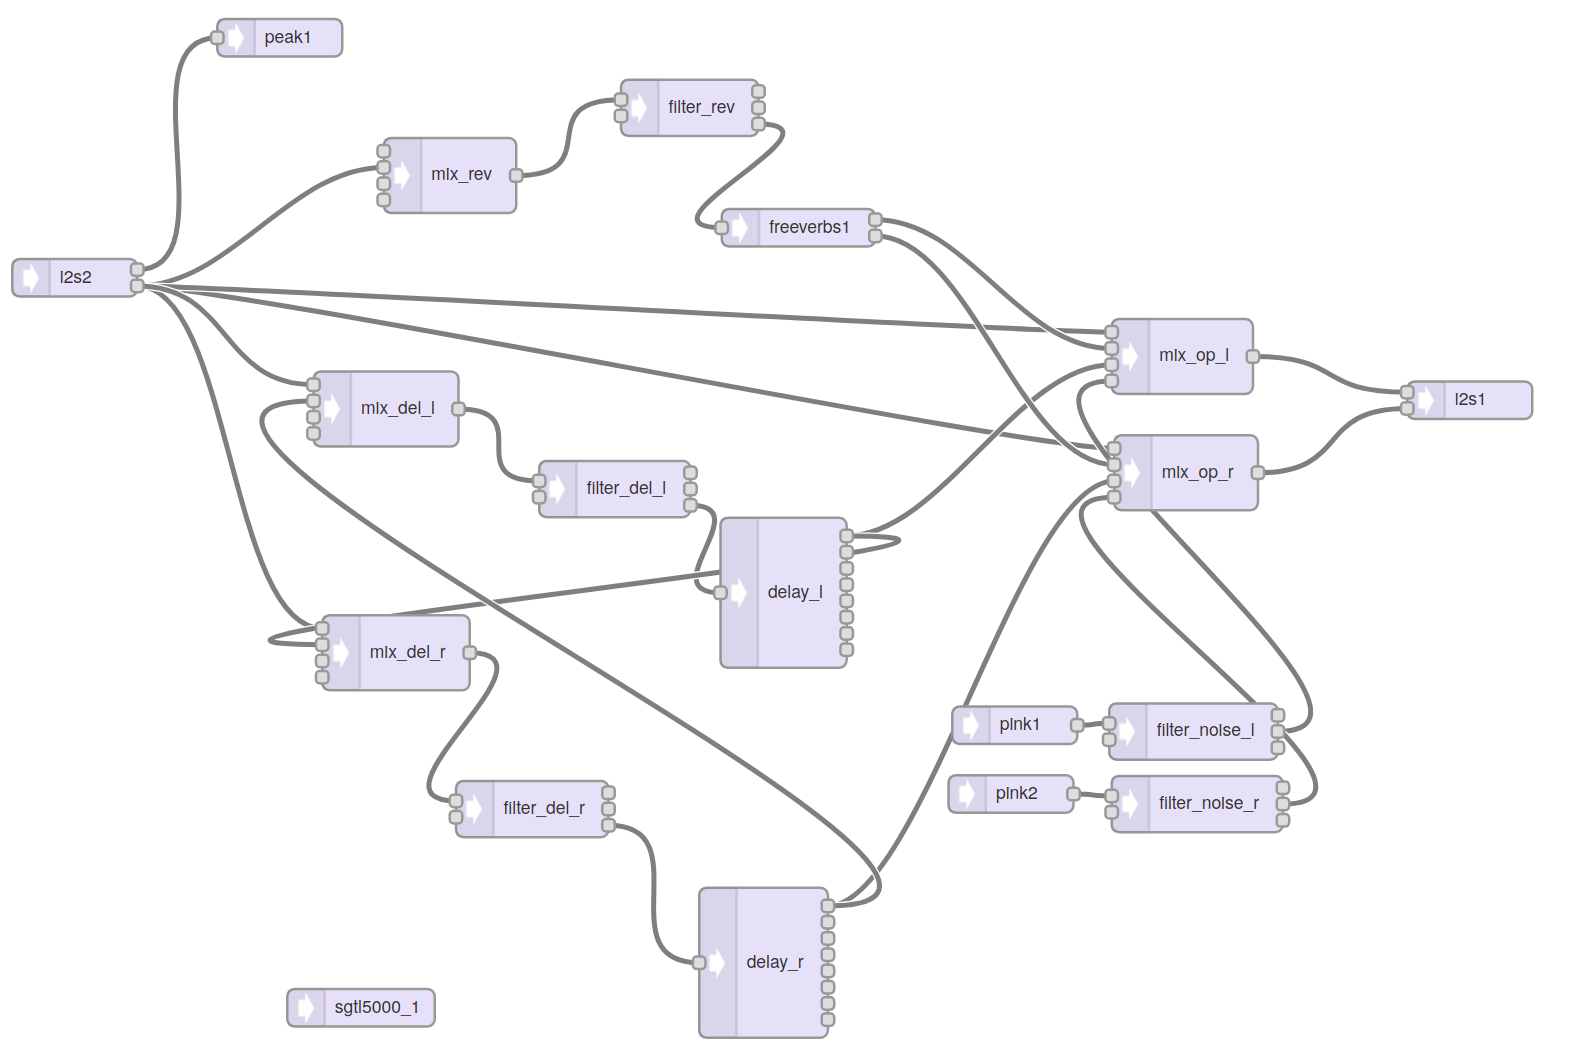 peak1
filter_rev
mix_rev
freeverbs1
i2s2
mix_op_l
i2s1
mix_del_l
mix_op_r
filter_del_l
delay_l
mix_del_r
pink1
filter_noise_l
pink2
filter_noise_r
filter_del_r
delay_r
sgtl5000_1